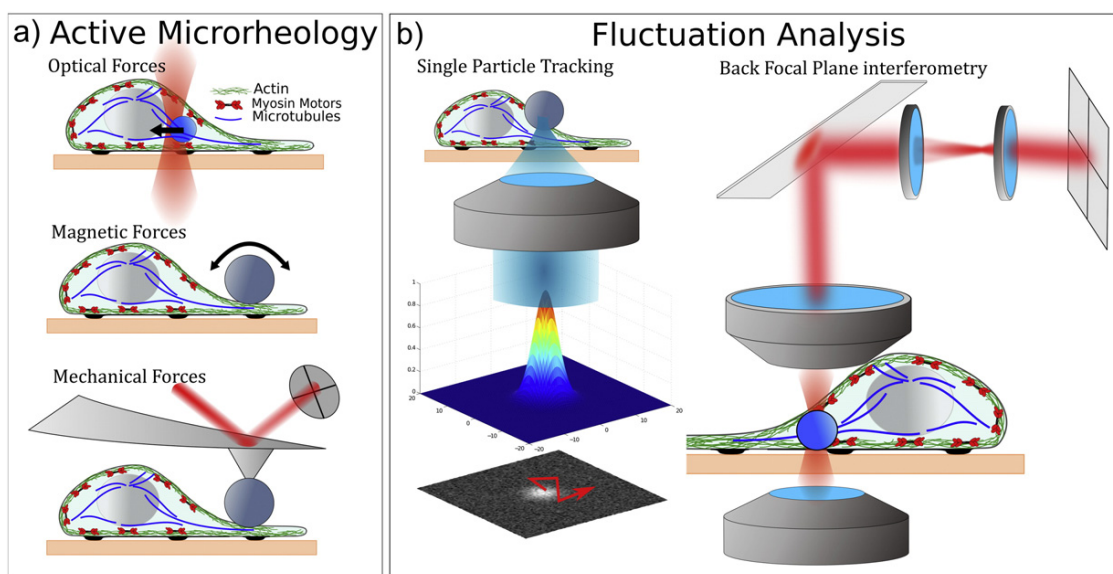 a) Active Microrheology
Optical Forces
Actin
Myosin Motors
Microtubules
Magnetic Forces
Mechanical Forces
b) Fluctuation Analysis
Single Particle Tracking
Back Focal Plane interferometry
1
0.8
0.6
0.4
0.2
0
20
10
0
-10
-20
-20
-10
0
10
20